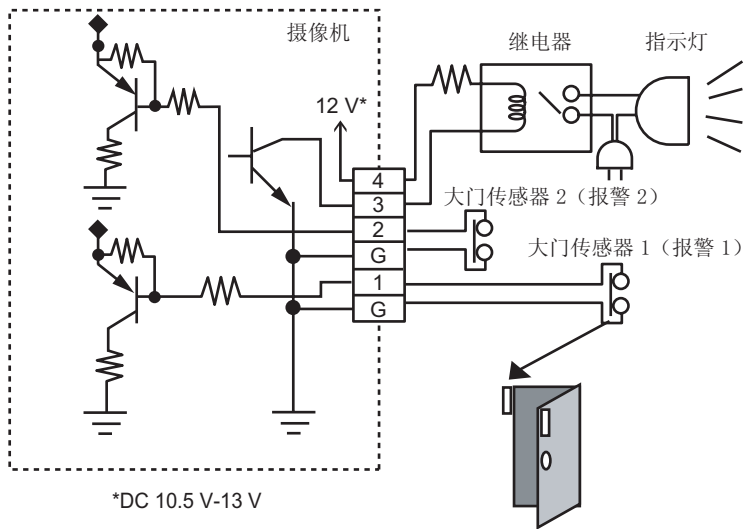 摄像机
继电器
指示灯
12 V*
4
3
2
G
1
G
大门传感器 2（报警 2）
大门传感器 1（报警 1）
*DC 10.5 V-13 V